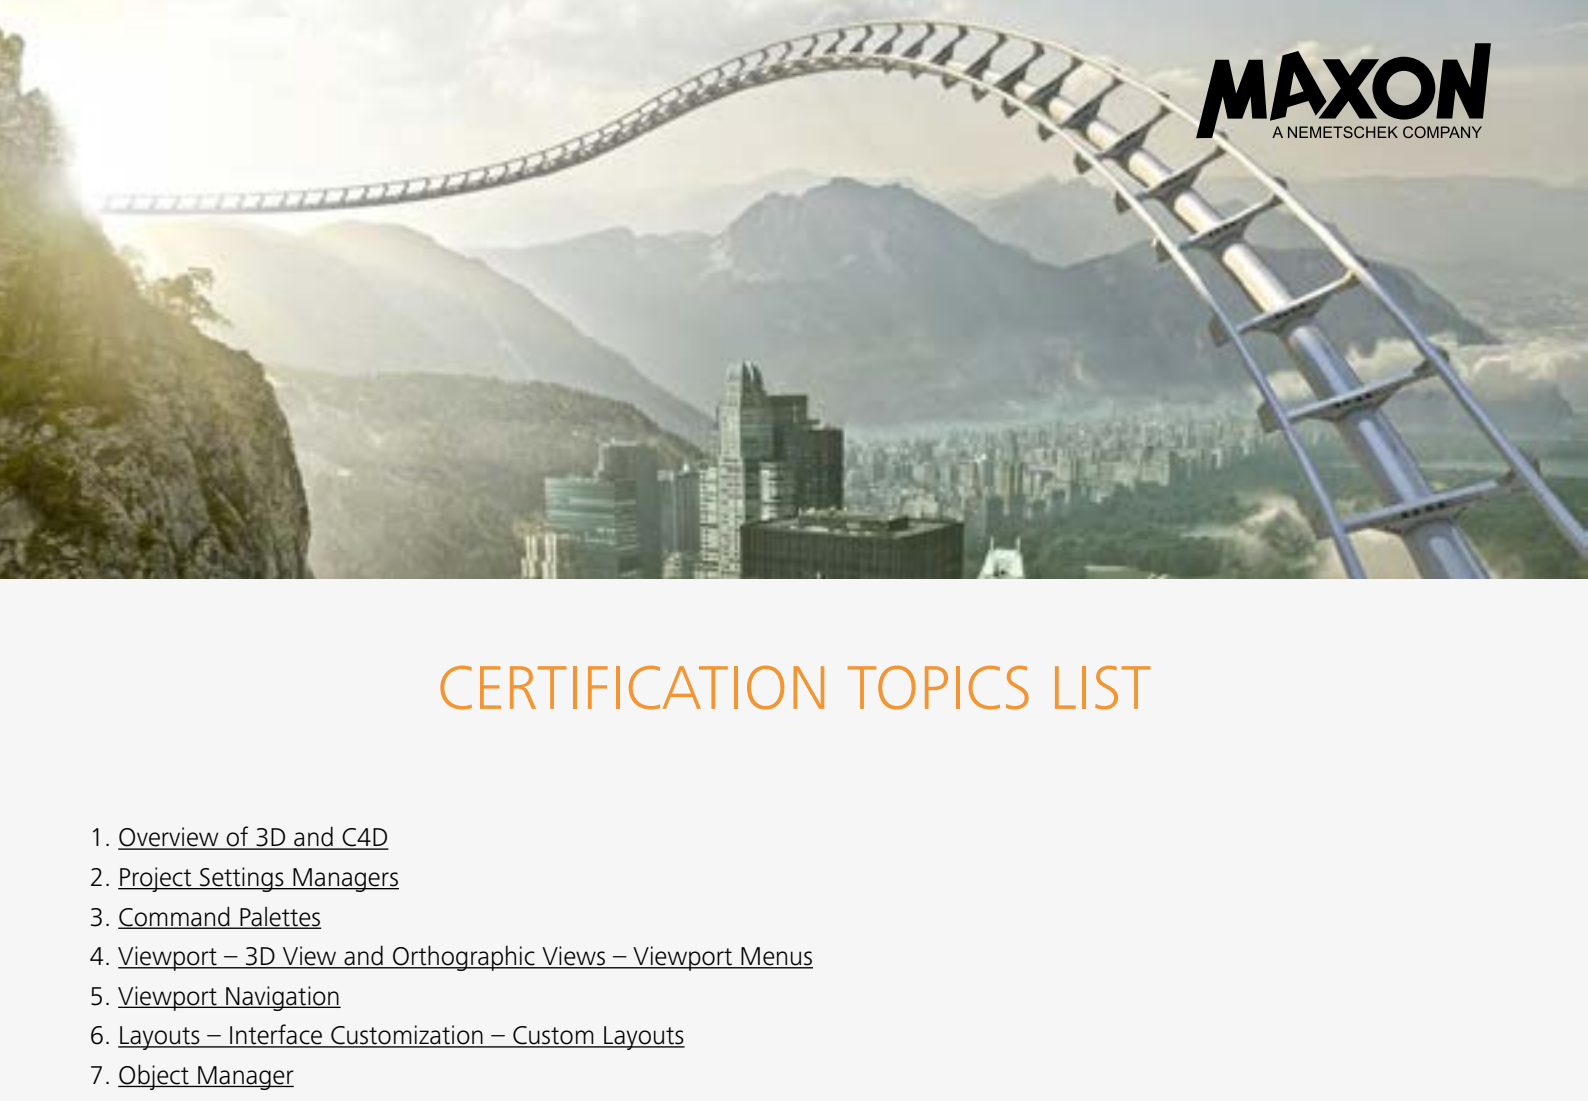 MAXON
A NEMETSCHEK COMPANY
CERTIFICATION TOPICS LIST
1. Overview of 3D and C4D
2. Project Settings Managers
3. Command Palettes
4. Viewport – 3D View and Orthographic Views – Viewport Menus
5. Viewport Navigation
6. Layouts – Interface Customization – Custom Layouts
7. Object Manager